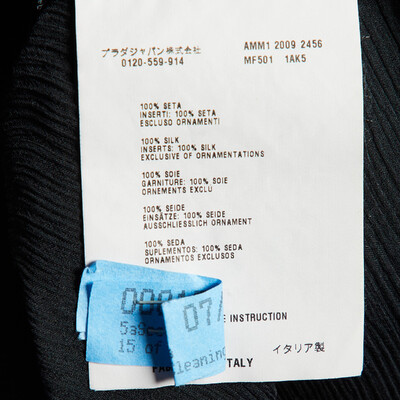 プラダジャパン株式会社
0120-559-914
AMM1 2009 2456
MF501 1AK5
100% SETA
INSERTI: 100% SETA
ESCLUSO ORNAMENTI
100% SILK
INSERTS: 100% SILK
EXCLUSIVE OF ORNAMENTATIONS
100% SOIE
GARNITURE: 100% SOIE
ORNEMENTS EXCLU
100% SEIDE
EINSÄTZE: 100% SEIDE
AUSSCHLIESSLICH ORNAMENT
100% SEDA
SUPLEMENTOS: 100% SEDA
ORNAMENTOS EXCLUSOS
07/
15 of
INSTRUCTION
イタリア製